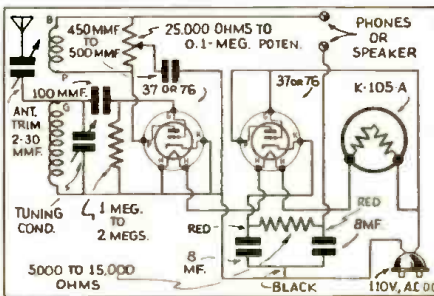 B
450 MMF.
TO
500 MMF.
25,000 OHMS TO
0.1-MEG. POTEN.
PHONES
OR
SPEAKER
37 OR 76
37 OR 76
K-105-A
P
100 MMF.
G
ANT.
TRIM
2-30
MMF.
G
P
K
H
H
G
P
K
H
H
TUNING
COND.
1 MEG.
TO
2 MEGS.
RED
RED
8 MF.
8
MF.
5000 TO 15,000
OHMS
BLACK
110V., AC DC